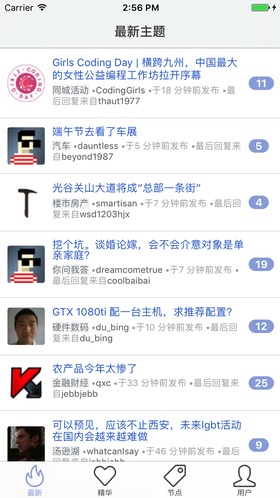 Carrier 2:56 PM
最新主题
Girls Coding Day | 横跨九州，中国最
大的女性公益编程工作坊拉开序幕
同城活动 •CodingGirls •于18 分钟前发布 •最
后回复来自thaut1977
11
端午节去看了车展
汽车 •dauntless •于5 分钟前发布 •最后回复来
自beyond1987
5
光谷关山大道将成“总部一条街”
楼市房产 •smartisan •于7 分钟前发布 •最后
回复来自wsd1203hjx
4
挖个坑。谈婚论嫁，会不会介意对象是单
亲家庭?
你问我答 •dreamcometrue •于7 分钟前发布 •
最后回复来自coolbaibai
19
GTX 1080ti 配一台主机，求推荐配置?
硬件数码 •du_bing •于10 分钟前发布 •最后回
复来自du_bing
12
农产品今年太惨了
金融财经 •qxc •于33 分钟前发布 •最后回复来
自jebbjebb
25
可以预见，应该不止西安，未来lgbt活动
在国内会越来越难做
汤逊湖 •whatcanIsay •于46 分钟前发布 •最后
9
最新 精华 节点 用户